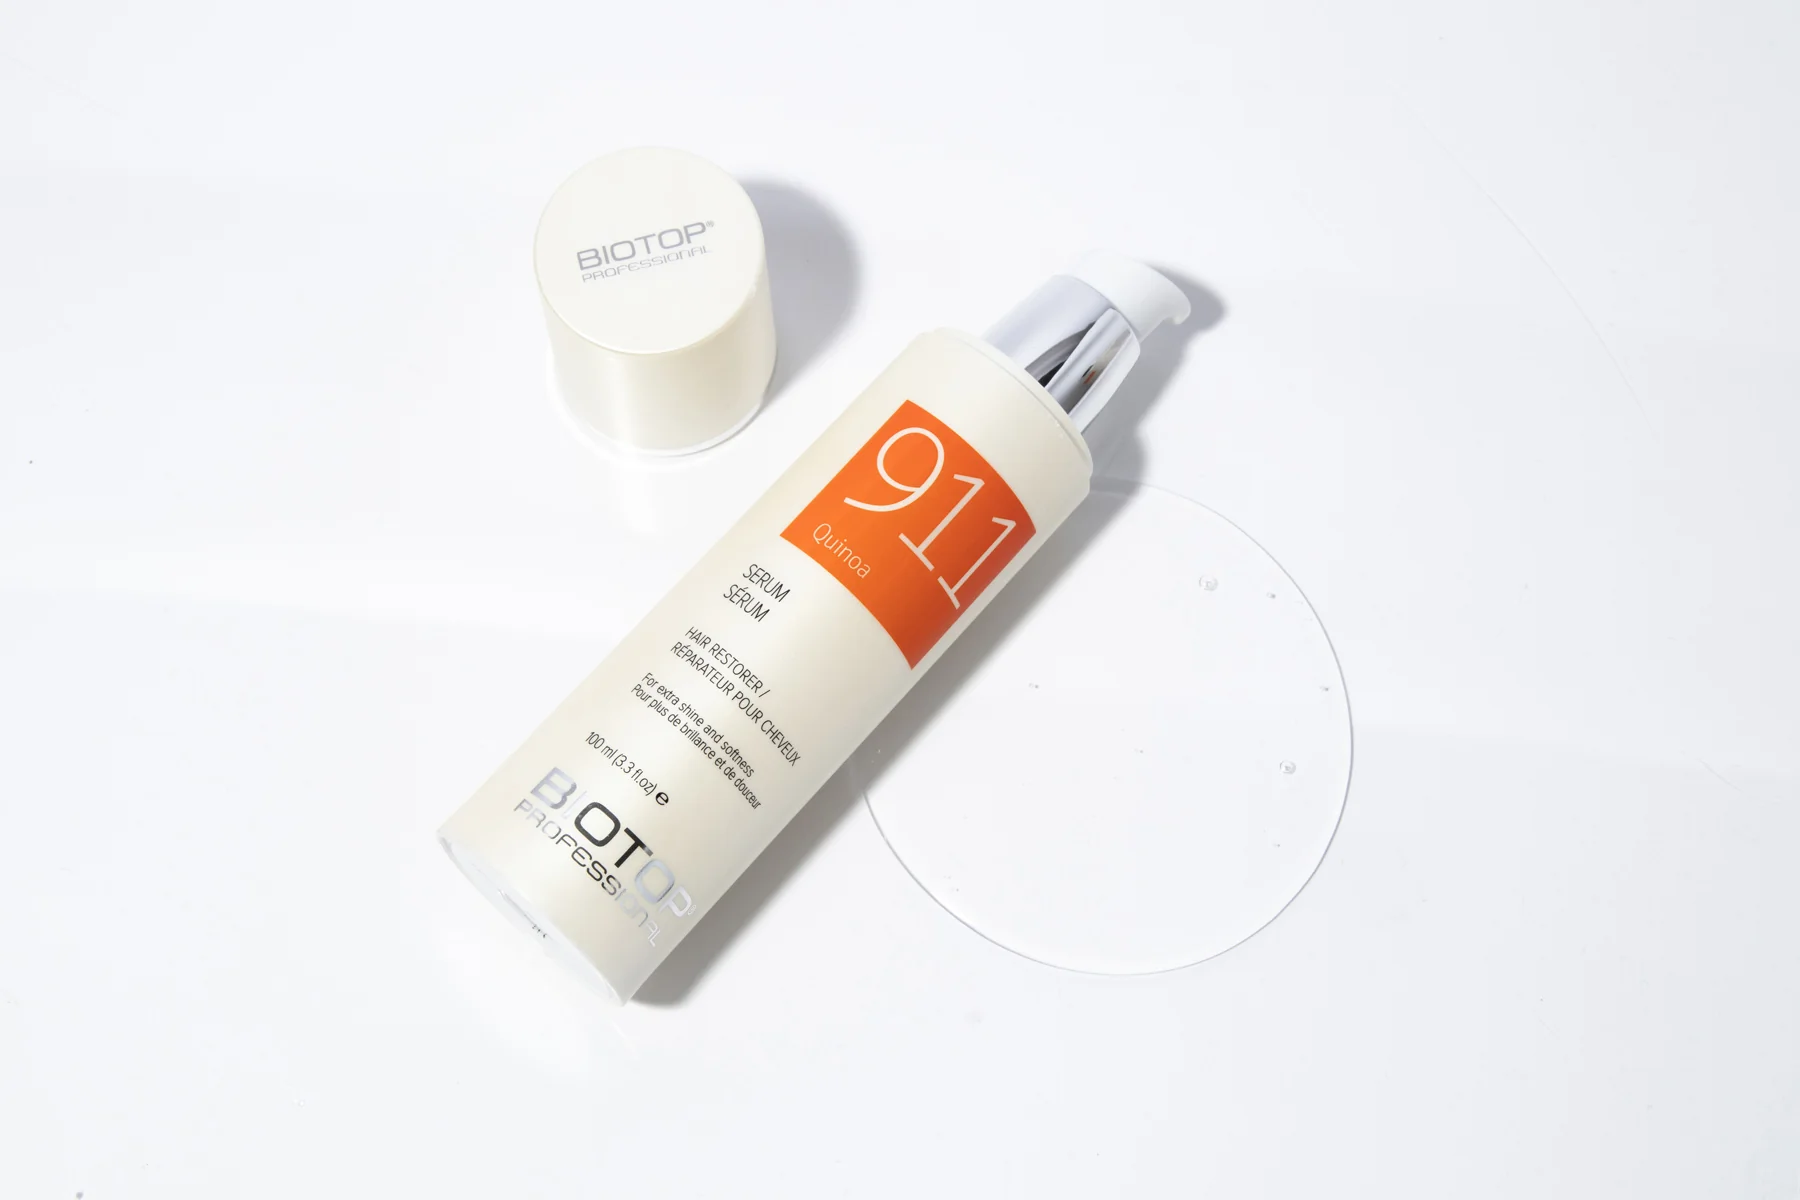 BIOTOP®
PROFESSIONAL
911
Quinoa
SERUM
SÉRUM
HAIR RESTORER /
RÉPARATEUR POUR CHEVEUX
For extra shine and softness
Pour plus de brillance et de douceur
100 ml (3.3 fl.oz) ℮
BIOTOP®
PROFESSIONAL